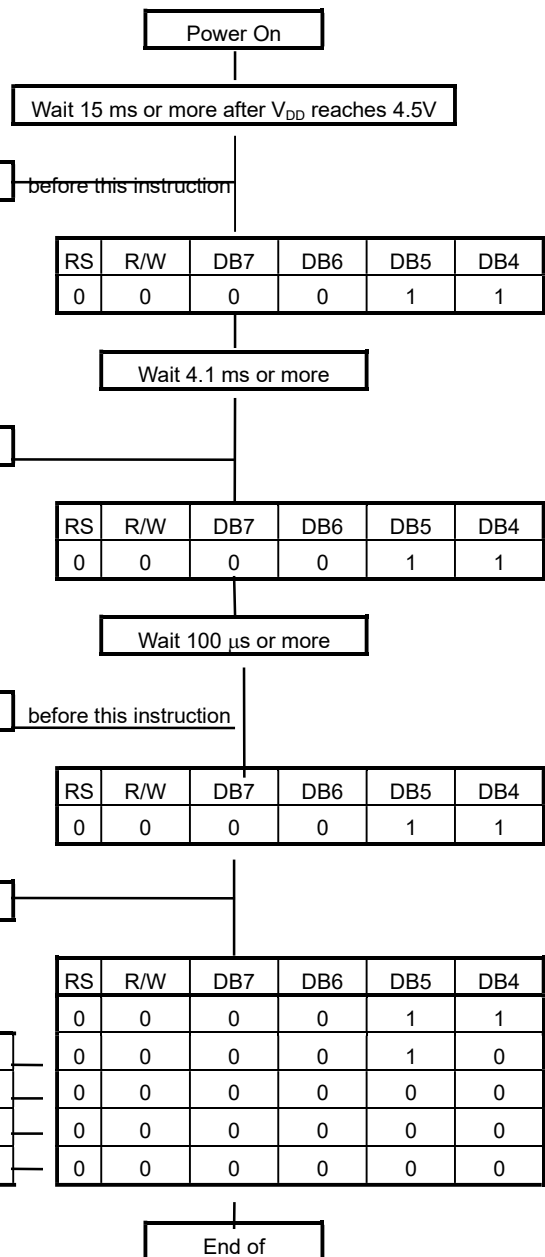 Power On
Wait 15 ms or more after VDD reaches 4.5V
before this instruction
RS R/W DB7 DB6 DB5 DB4
0 0 0 0 1 1
Wait 4.1 ms or more
RS R/W DB7 DB6 DB5 DB4
0 0 0 0 1 1
Wait 100 μs or more
before this instruction
RS R/W DB7 DB6 DB5 DB4
0 0 0 0 1 1
RS R/W DB7 DB6 DB5 DB4
0 0 0 0 1 1
0 0 0 0 1 0
0 0 0 0 0 0
0 0 0 0 0 0
0 0 0 0 0 0
End of